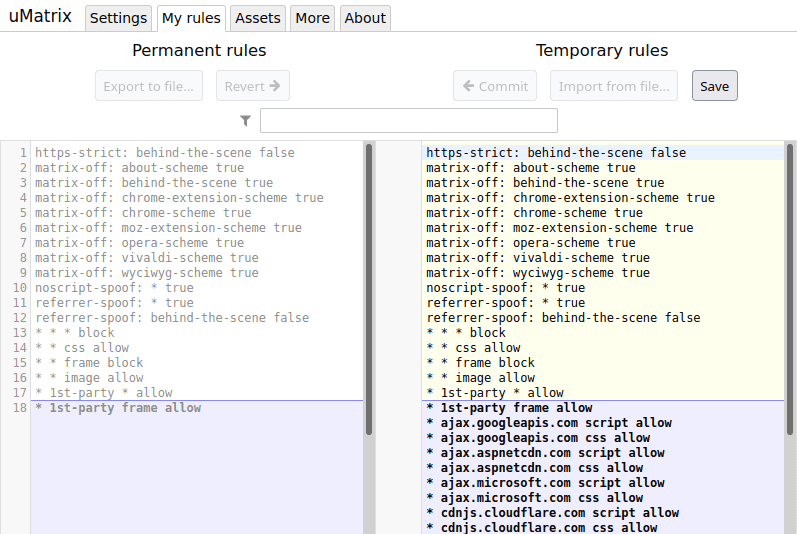 uMatrix Settings My rules Assets More About
Permanent rules Temporary rules
Export to file... Revert Commit Import from file... Save
1 https-strict: behind-the-scene false
2 matrix-off: about-scheme true
3 matrix-off: behind-the-scene true
4 matrix-off: chrome-extension-scheme true
5 matrix-off: chrome-scheme true
6 matrix-off: moz-extension-scheme true
7 matrix-off: opera-scheme true
8 matrix-off: vivaldi-scheme true
9 matrix-off: wyciwyg-scheme true
10 noscript-spoof: * true
11 referrer-spoof: * true
12 referrer-spoof: behind-the-scene false
13 * * * block
14 * * css allow
15 * * frame block
16 * * image allow
17 * 1st-party * allow
18 * 1st-party frame allow
https-strict: behind-the-scene false
matrix-off: about-scheme true
matrix-off: behind-the-scene true
matrix-off: chrome-extension-scheme true
matrix-off: chrome-scheme true
matrix-off: moz-extension-scheme true
matrix-off: opera-scheme true
matrix-off: vivaldi-scheme true
matrix-off: wyciwyg-scheme true
noscript-spoof: * true
referrer-spoof: * true
referrer-spoof: behind-the-scene false
* * * block
* * css allow
* * frame block
* * image allow
* 1st-party * allow
* 1st-party frame allow
* ajax.googleapis.com script allow
* ajax.googleapis.com css allow
* ajax.aspnetcdn.com script allow
* ajax.aspnetcdn.com css allow
* ajax.microsoft.com script allow
* ajax.microsoft.com css allow
* cdnjs.cloudflare.com script allow
* cdnjs.cloudflare.com css allow